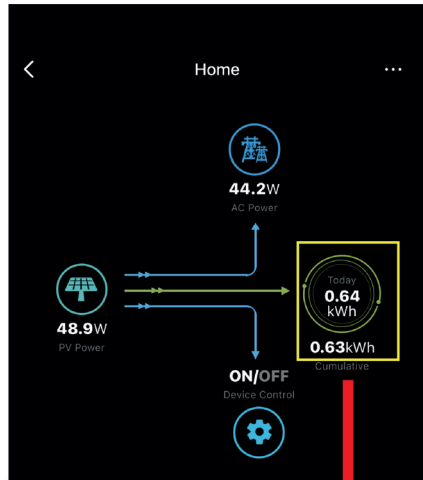 Home
44.2W
AC Power
Today
0.64
kWh
48.9W
PV Power
0.63kWh
Cumulative
ON/OFF
Device Control